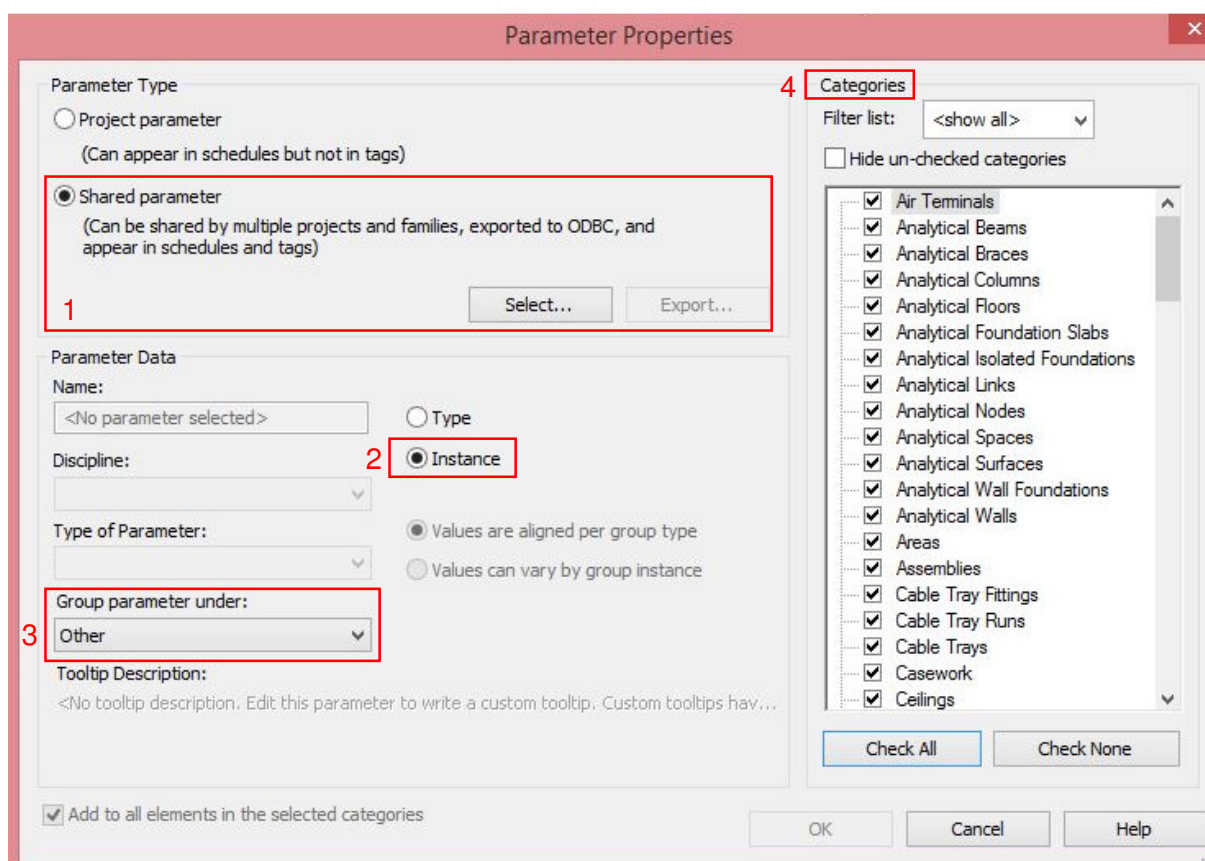 Parameter Properties
Parameter Type
Project parameter
(Can appear in schedules but not in tags)
Shared parameter
(Can be shared by multiple projects and families, exported to ODBC, and
appear in schedules and tags)
1
Select...
Export...
Parameter Data
Name:
<No parameter selected>
Type
Discipline:
2
Instance
Type of Parameter:
Values are aligned per group type
Values can vary by group instance
Group parameter under:
3
Other
Tooltip Description:
<No tooltip description. Edit this parameter to write a custom tooltip. Custom tooltips hav...
Add to all elements in the selected categories
4
Categories
Filter list:
<show all>
Hide un-checked categories
Air Terminals
Analytical Beams
Analytical Braces
Analytical Columns
Analytical Floors
Analytical Foundation Slabs
Analytical Isolated Foundations
Analytical Links
Analytical Nodes
Analytical Spaces
Analytical Surfaces
Analytical Wall Foundations
Analytical Walls
Areas
Assemblies
Cable Tray Fittings
Cable Tray Runs
Cable Trays
Casework
Ceilings
Check All
Check None
OK
Cancel
Help